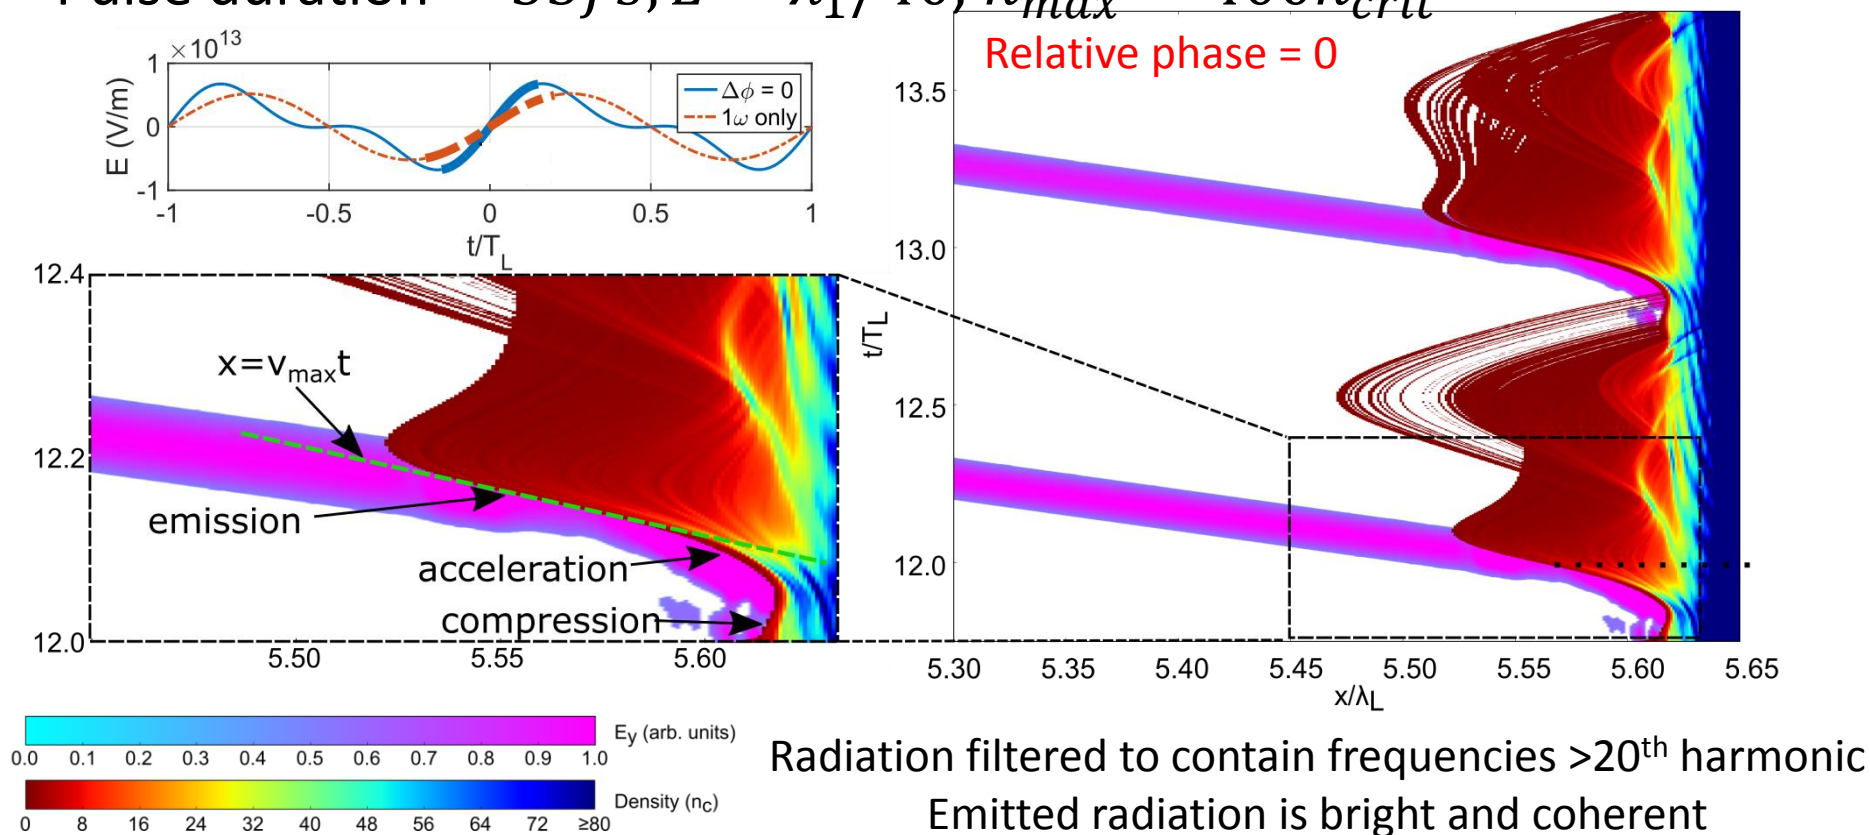 Relative phase = 0
×10¹³
E (V/m)
1
0
-1
Δϕ = 0
1ω only
-1 -0.5 0 0.5 1
t/T_L
12.4
12.2
12.0
x=v_max t
emission
acceleration
compression
5.50 5.55 5.60
t/T_L
13.5
13.0
12.5
12.0
5.30 5.35 5.40 5.45 5.50 5.55 5.60 5.65
x/λ_L
E_y (arb. units)
0.0 0.1 0.2 0.3 0.4 0.5 0.6 0.7 0.8 0.9 1.0
Density (n_c)
0 8 16 24 32 40 48 56 64 72 ≥80
Radiation filtered to contain frequencies >20th harmonic
Emitted radiation is bright and coherent